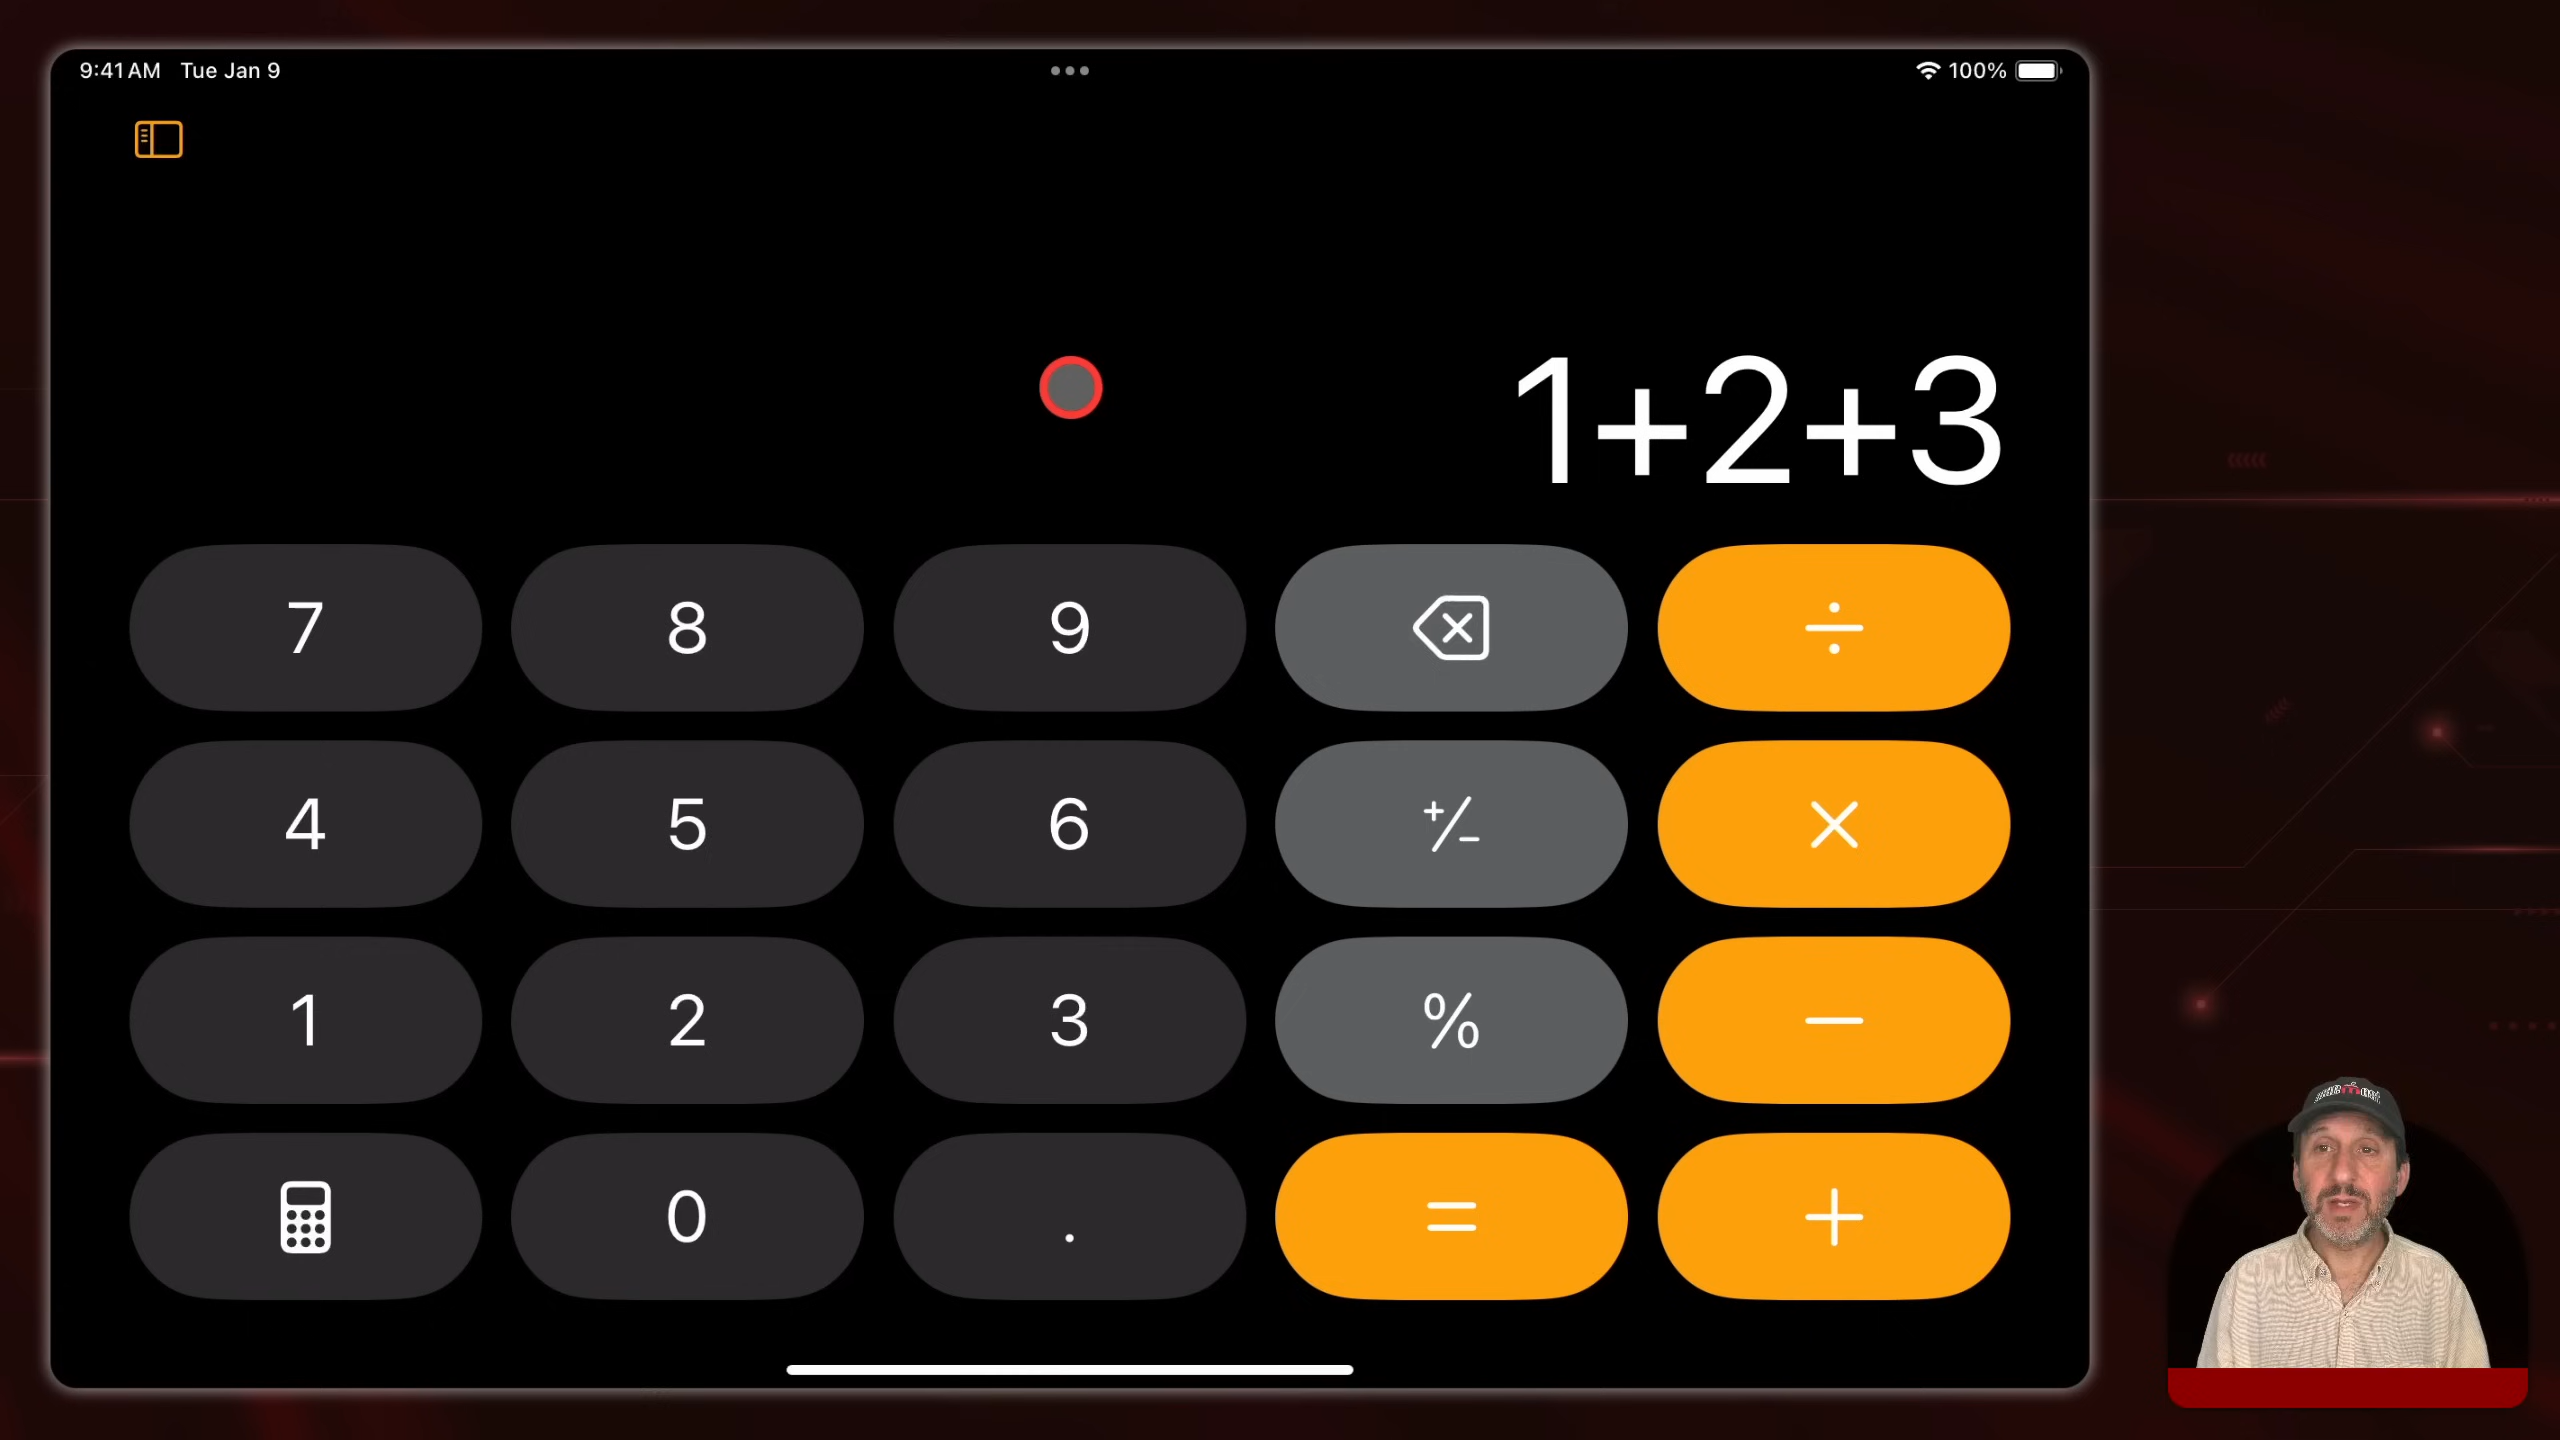 9:41 AM Tue Jan 9
100%
1+2+3
7 8 9 ÷
4 5 6 +/− ×
1 2 3 % −
0 . = +